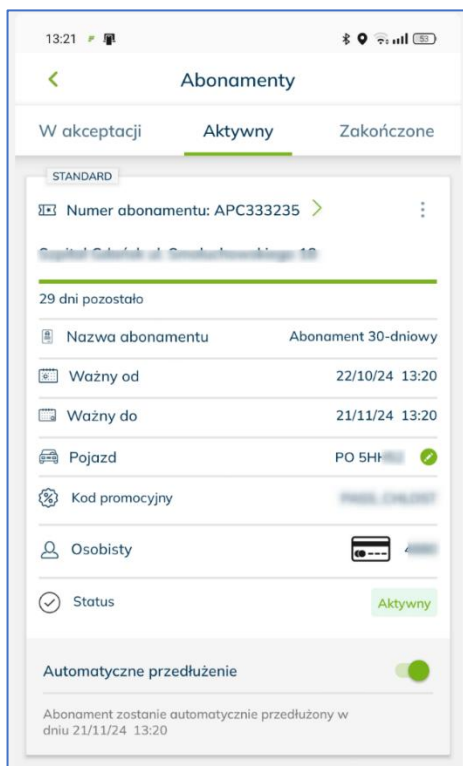 13:21
53
Abonamenty
W akceptacji Aktywny Zakończone
STANDARD
Numer abonamentu: APC333235
29 dni pozostało
Nazwa abonamentu Abonament 30-dniowy
Ważny od 22/10/24 13:20
Ważny do 21/11/24 13:20
Pojazd PO 5HH
Kod promocyjny
Osobisty
Status Aktywny
Automatyczne przedłużenie
Abonament zostanie automatycznie przedłużony w
dniu 21/11/24 13:20